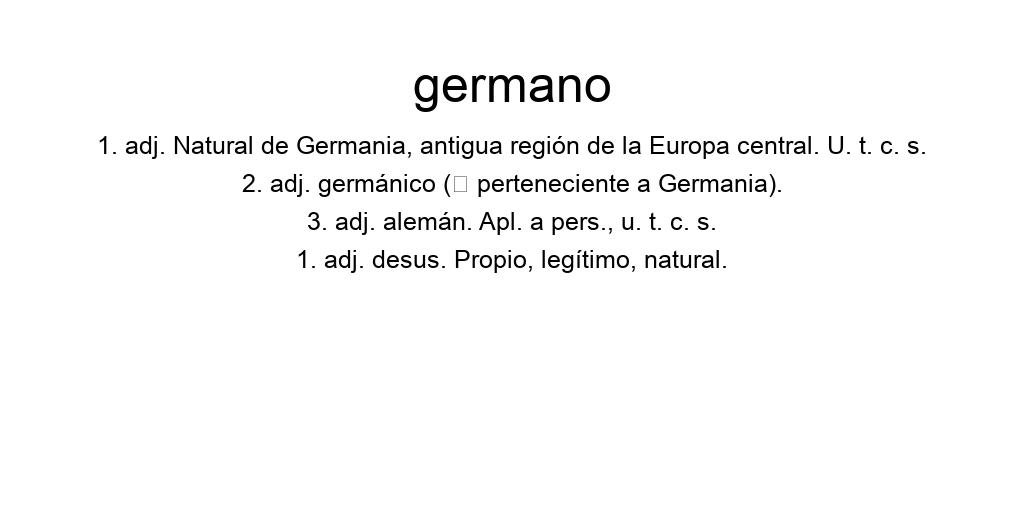 germano
1. adj. Natural de Germania, antigua región de la Europa central. U. t. c. s.
2. adj. germánico (▯ perteneciente a Germania).
3. adj. alemán. Apl. a pers., u. t. c. s.
1. adj. desus. Propio, legítimo, natural.